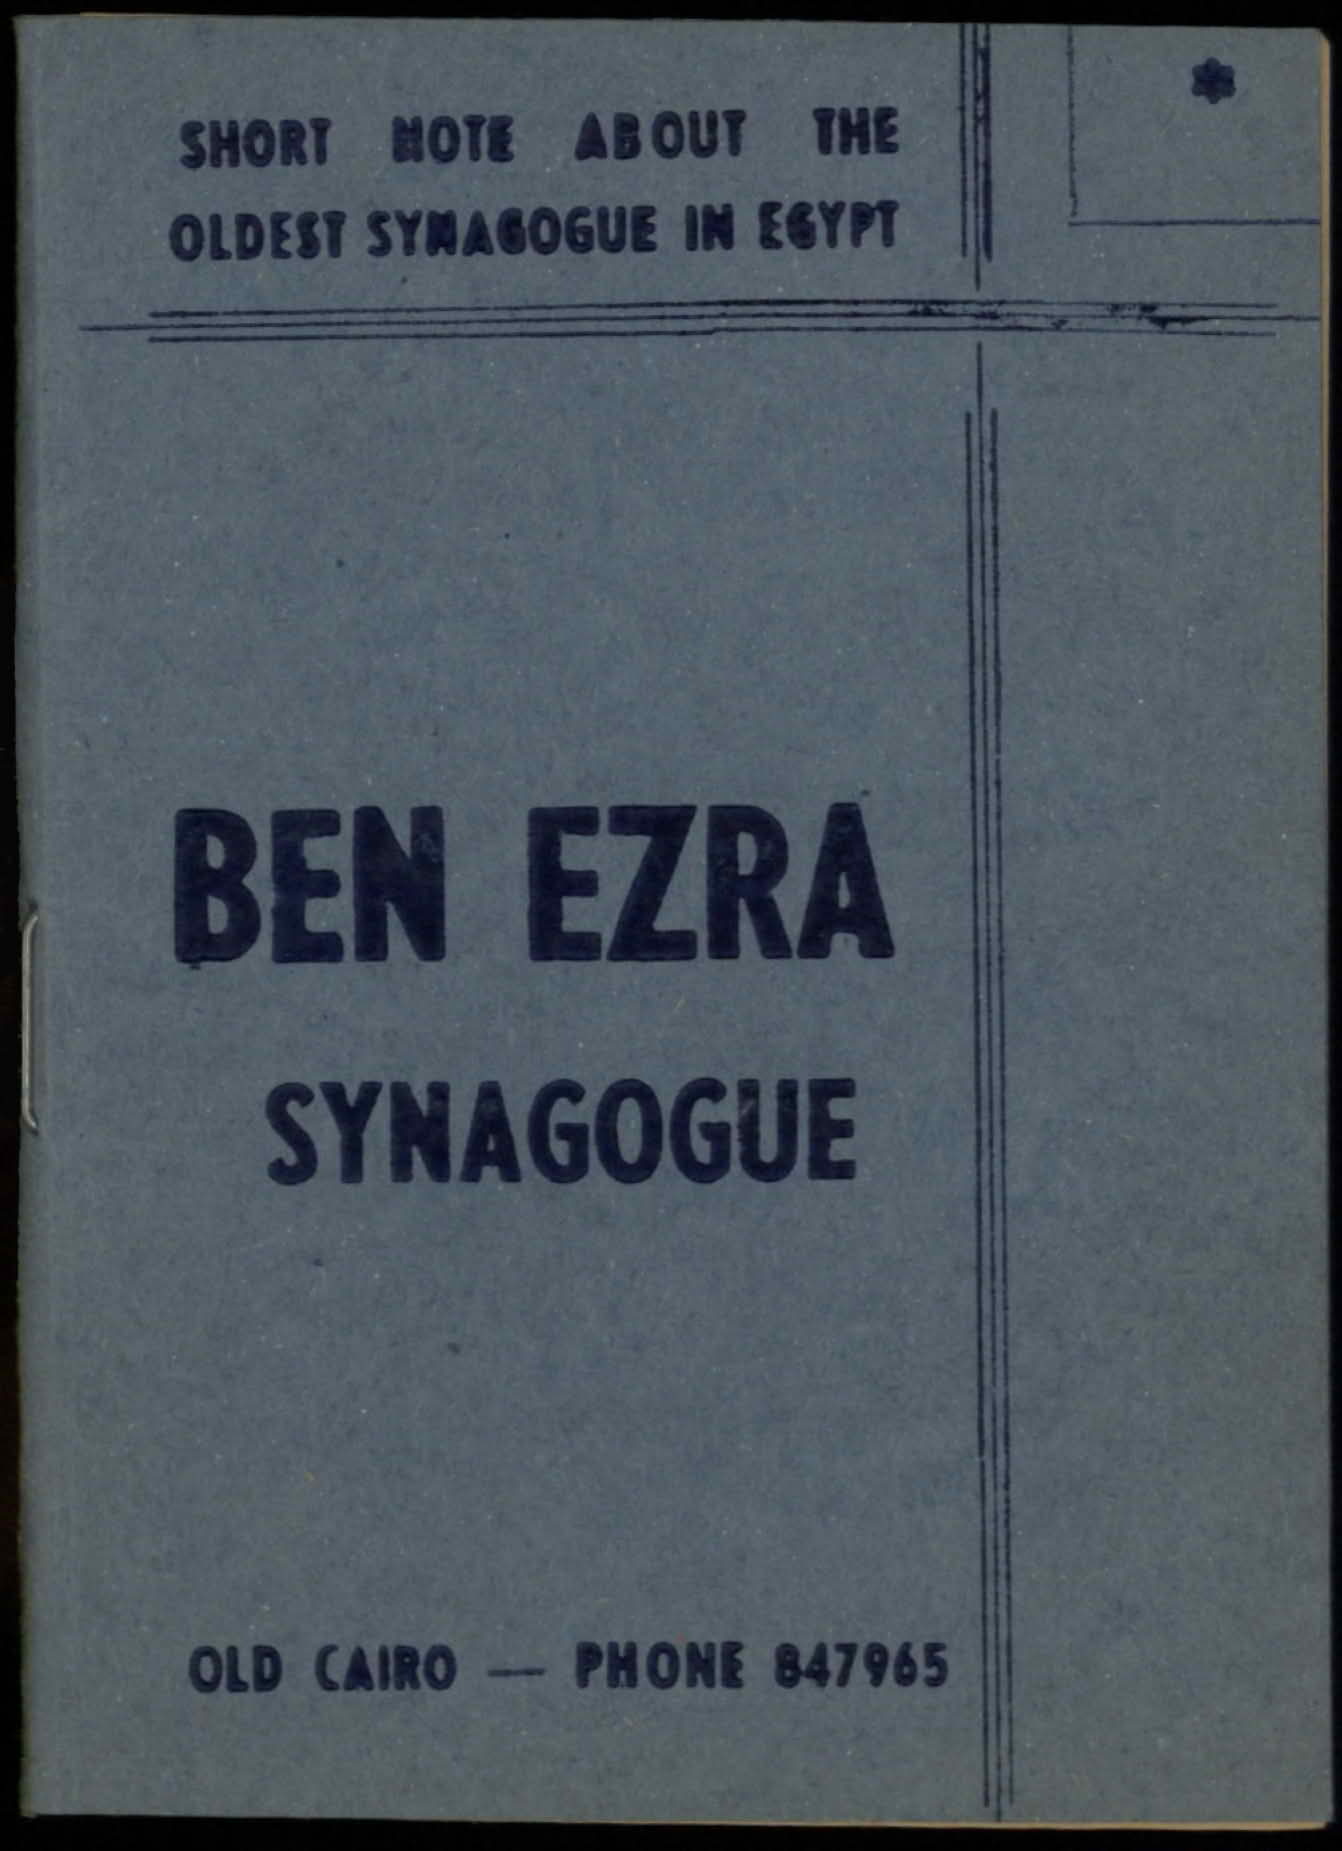 SHORT NOTE ABOUT THE
OLDEST SYNAGOGUE IN EGYPT
BEN EZRA
SYNAGOGUE
OLD CAIRO — PHONE 847965